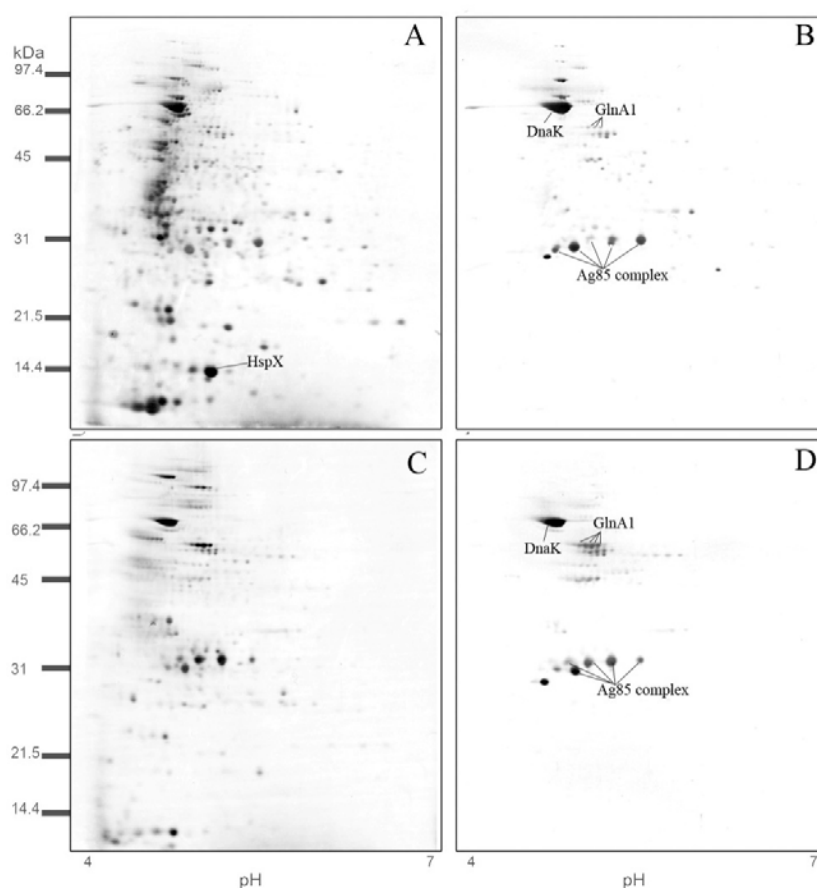 A
B
kDa
97.4
66.2
45
31
21.5
14.4
GlnA1
DnaK
Ag85 complex
HspX
C
D
97.4
66.2
45
31
21.5
14.4
GlnA1
DnaK
Ag85 complex
4
7
4
7
pH
pH